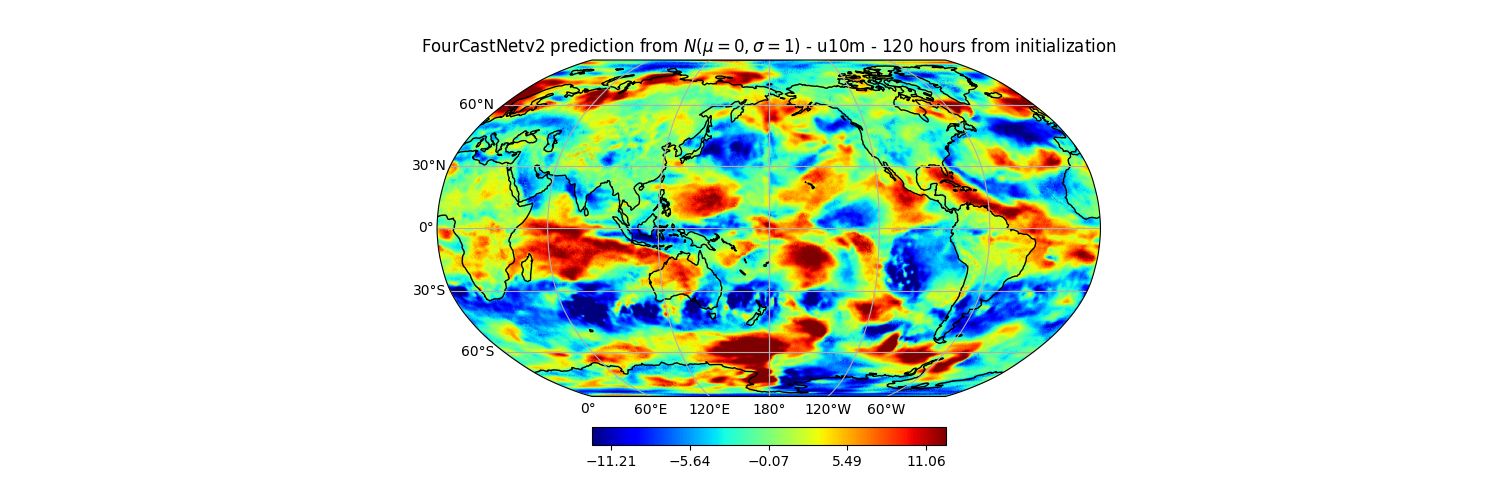 FourCastNetv2 prediction from N(μ = 0, σ = 1) - u10m - 120 hours from initialization
60°N
30°N
0°
30°S
60°S
0° 60°E 120°E 180° 120°W 60°W
−11.21 −5.64 −0.07 5.49 11.06